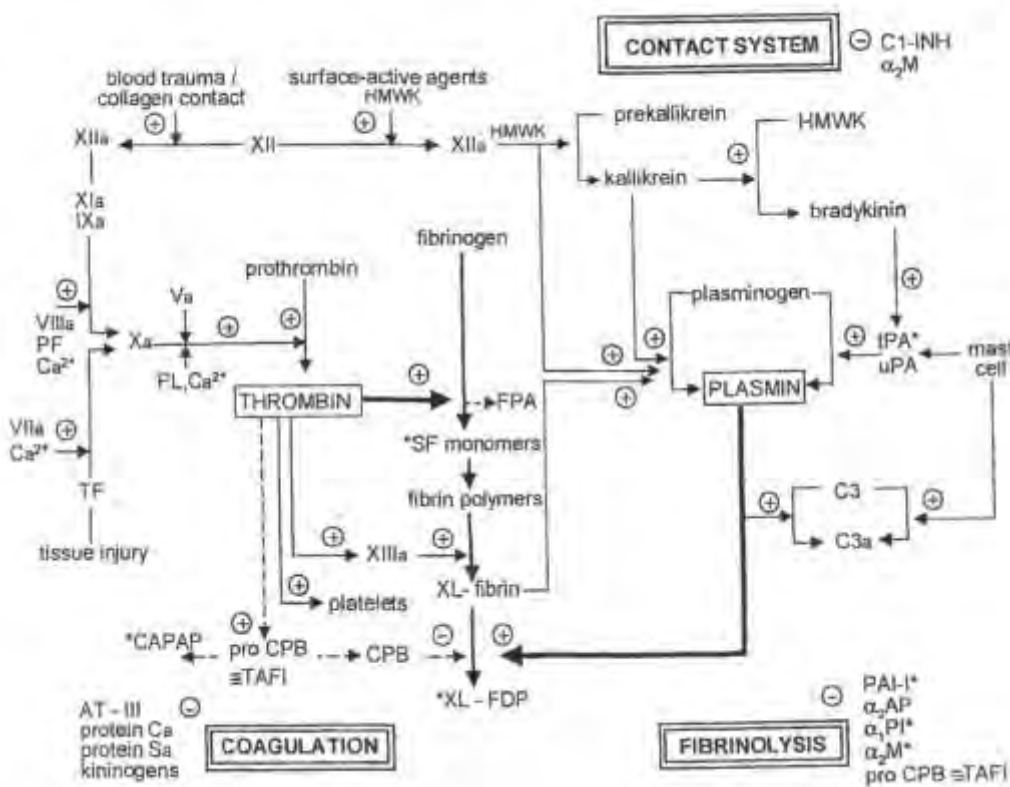 CONTACT SYSTEM
⊖ C1-INH
α₂M
blood trauma /
collagen contact
surface-active agents
HMWK
⊕
⊕
XIIa
XII
XIIa
HMWK
prekallikrein
HMWK
⊕
kallikrein
bradykinin
XIa
IXa
fibrinogen
prothrombin
plasminogen
⊕
⊕
VIIIa
PF
Ca²⁺
Va
Xa
⊕
⊕
PL, Ca²⁺
⊕
⊕
⊕
⊕
⊕
tPA*
uPA
mast
cell
THROMBIN
⊕
FPA
PLASMIN
VIIa
Ca²⁺
⊕
*SF monomers
TF
fibrin polymers
⊕
C3
⊕
C3a
tissue injury
⊕
XIIIa
⊕
XL- fibrin
⊕
platelets
⊕
*CAPAP
pro CPB
≡TAFI
CPB
⊖
⊕
*XL - FDP
AT - III
protein Ca
protein Sa
kininogens
⊖
COAGULATION
FIBRINOLYSIS
⊖
PAI-I*
α₂AP
α₁PI*
α₂M*
pro CPB ≡TAFI